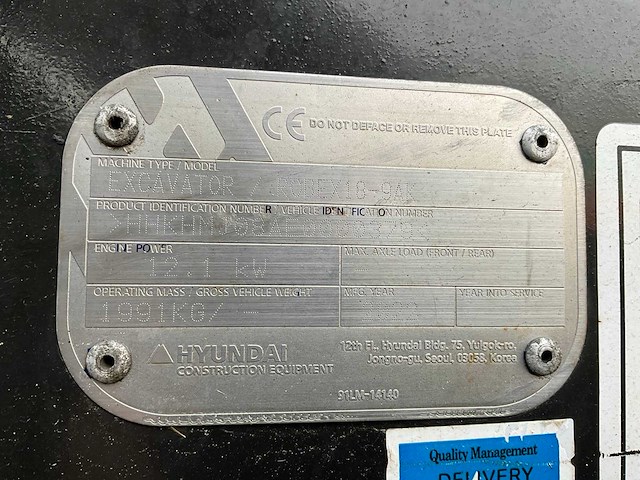 CE DO NOT DEFACE OR REMOVE THIS PLATE
MACHINE TYPE / MODEL
EXCAVATOR /
PRODUCT IDENTIFICATION NUMBER / VEHICLE IDENTIFICATION NUMBER
ENGINE POWER
MAX. AXLE LOAD (FRONT / REAR)
12.1 kW
OPERATING MASS / GROSS VEHICLE WEIGHT
MFG. YEAR
YEAR INTO SERVICE
1991KG/ -
HYUNDAI
CONSTRUCTION EQUIPMENT
12th Fl., Hyundai Bldg. 75, Yulgok-ro,
Jongno-gu, Seoul, 03058, Korea
91LM-14140
Quality Management
DELIVERY